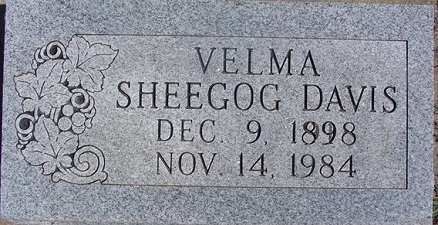 VELMA
SHEEGOG DAVIS
DEC. 9, 1898
NOV. 14, 1984